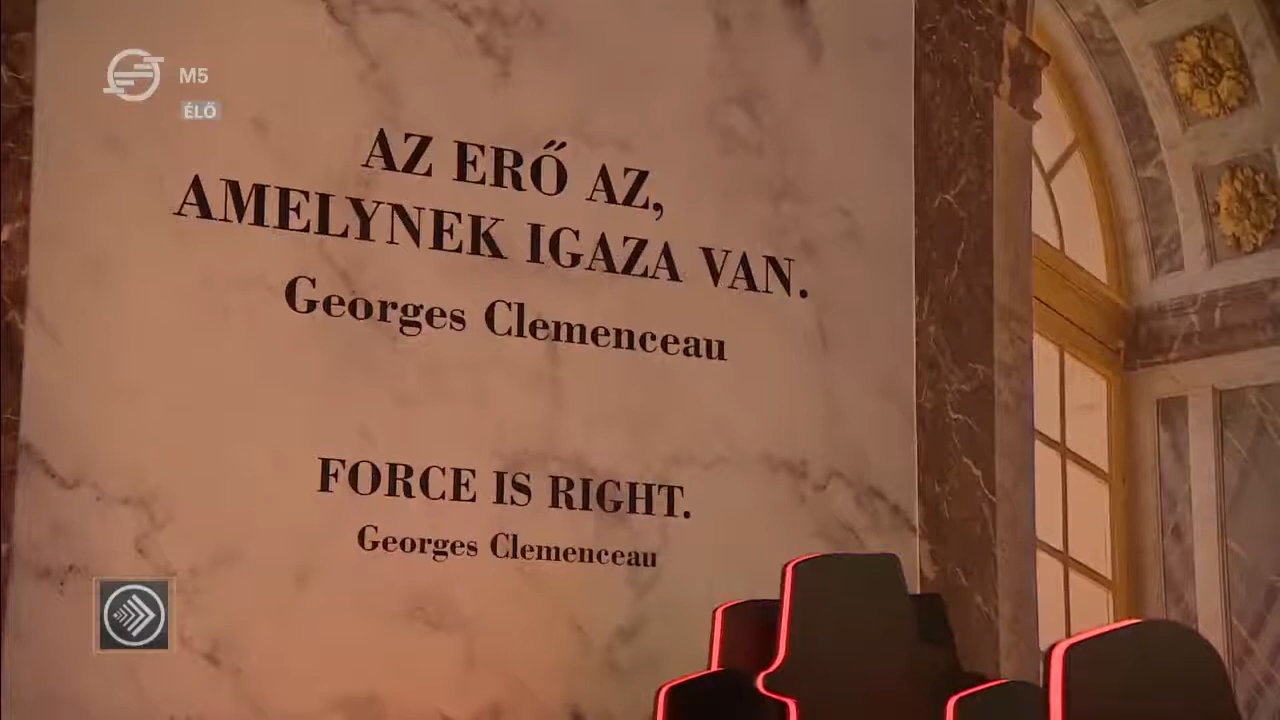 M5
ÉLŐ
AZ ERŐ AZ,
AMELYNEK IGAZA VAN.
Georges Clemenceau
FORCE IS RIGHT.
Georges Clemenceau